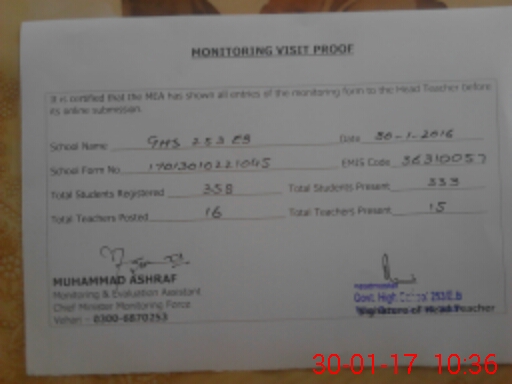 MONITORING VISIT PROOF
It is certified that the MEA has shown all entries of the monitoring form to the Head Teacher before
its online submission.
School Name GHS 253 EB Date 30-1-2016
School Form No 17013010221045 EMIS Code 36310057
Total Students Registered 358 Total Students Present 333
Total Teachers Posted 16 Total Teachers Present 15
MUHAMMAD ASHRAF
Monitoring & Evaluation Assistant
Chief Minister Monitoring Force
Vehari - 0300-6870253
Govt. High School 253/E.B
Signature of Head Teacher
30-01-17 10:36